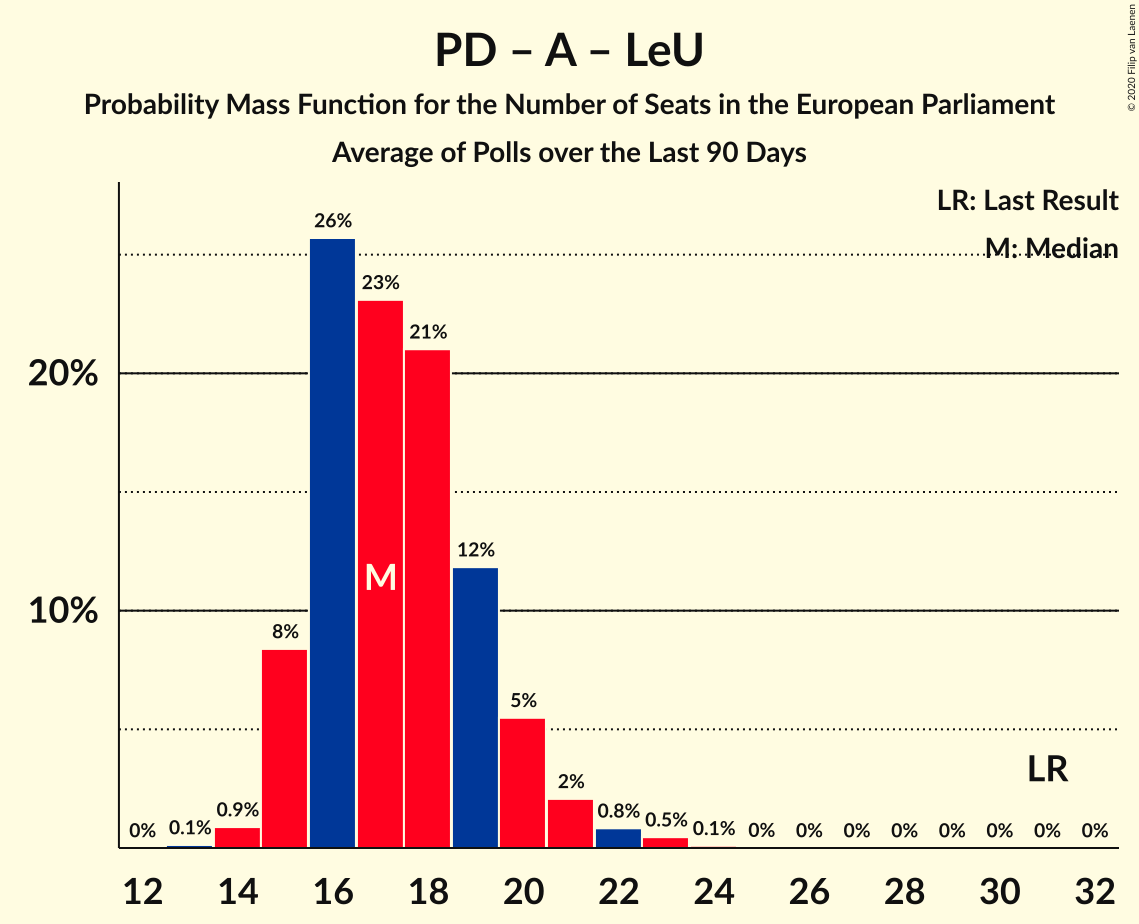 PD – A – LeU
Probability Mass Function for the Number of Seats in the European Parliament
Average of Polls over the Last 90 Days
© 2020 Filip van Laenen
LR: Last Result
M: Median
26%
23%
21%
20%
12%
M
10%
8%
5%
LR
2%
0% 0.1% 0.9% 0.8% 0.5% 0.1% 0% 0% 0% 0% 0% 0% 0% 0%
12 14 16 18 20 22 24 26 28 30 32